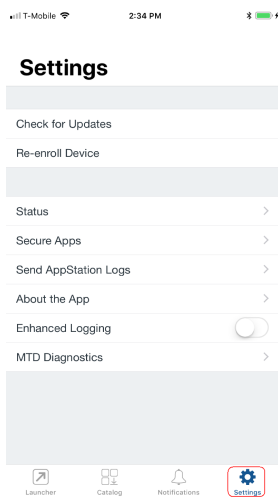 T-Mobile 2:34 PM
Settings
Check for Updates
Re-enroll Device
Status
Secure Apps
Send AppStation Logs
About the App
Enhanced Logging
MTD Diagnostics
Launcher Catalog Notifications Settings